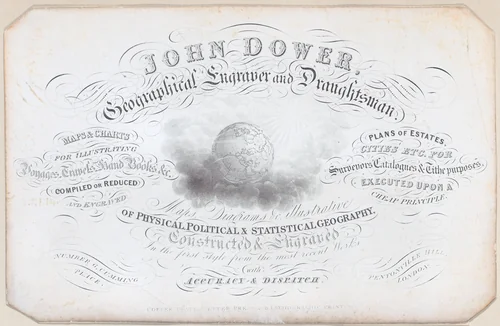 JOHN DOWER,
Geographical Engraver and Draughtsman,
MAPS & CHARTS
FOR ILLUSTRATING
Voyages, Travels, Hand Books, &c.
COMPILED OR REDUCED
AND ENGRAVED
PLANS OF ESTATES,
CITIES ETC. FOR
Surveyors, Catalogues & Tithe purposes,
EXECUTED UPON A
CHEAP PRINCIPLE.
Maps, Diagrams & illustrative
OF PHYSICAL POLITICAL & STATISTICAL GEOGRAPHY,
Constructed & Engraved
In the first Style from the most recent Works
with
ACCURACY & DISPATCH
NUMBER 6 CUMMING
PLACE,
PENTONVILLE HILL
LONDON.